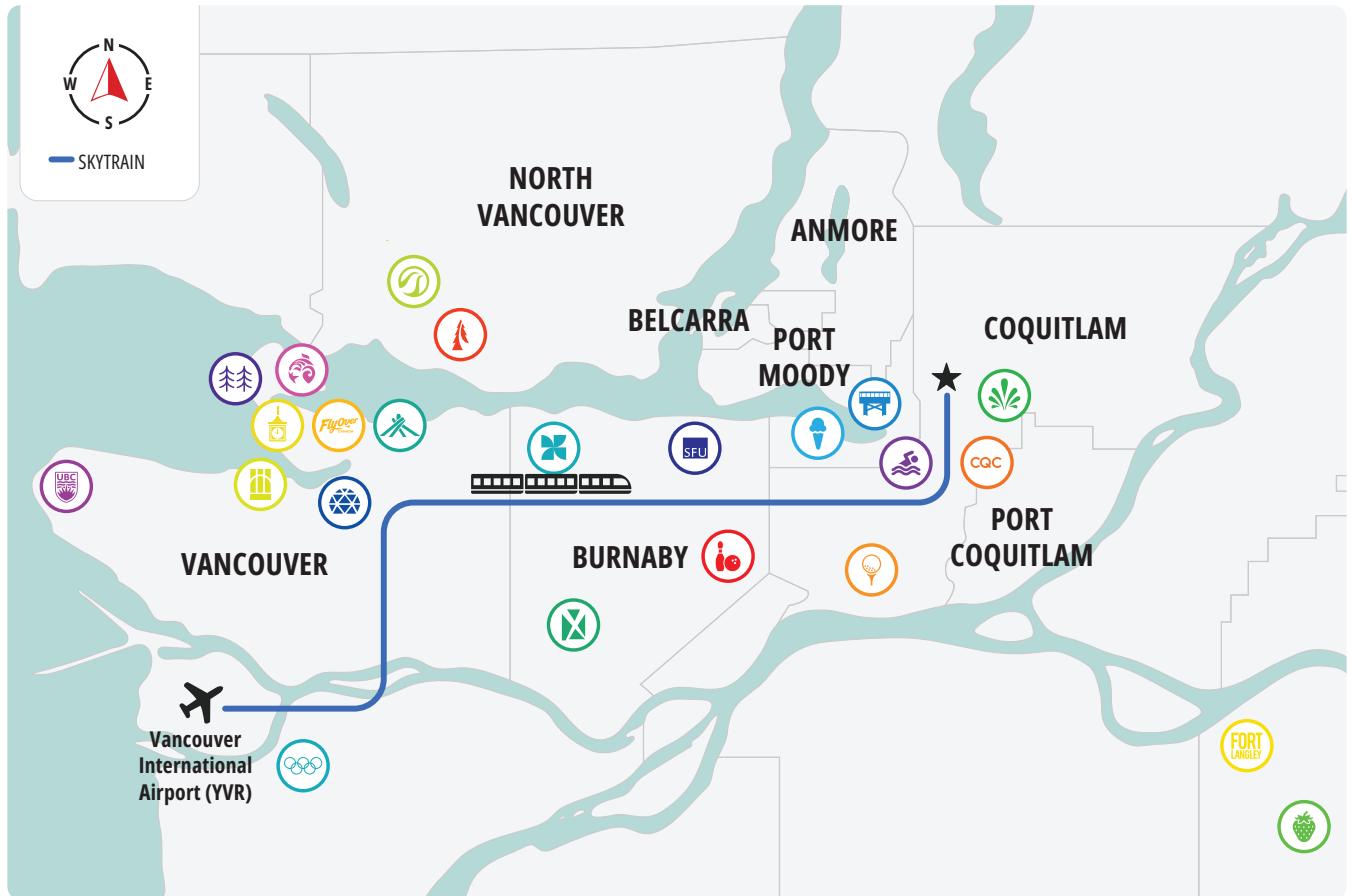 N
W
E
S
SKYTRAIN
NORTH
VANCOUVER
ANMORE
BELCARRA
PORT
MOODY
COQUITLAM
FlyOver
UBC
SFU
CQC
VANCOUVER
BURNABY
PORT
COQUITLAM
Vancouver
International
Airport (YVR)
FORT
LANGLEY